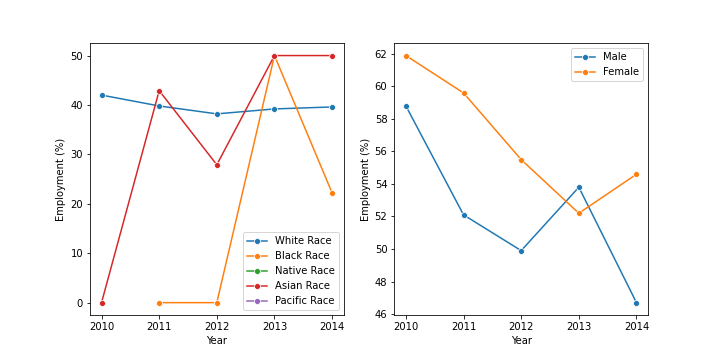 50
40
30
20
10
0
Employment (%)
2010 2011 2012 2013 2014
Year
White Race
Black Race
Native Race
Asian Race
Pacific Race
62
60
58
56
54
52
50
48
46
Employment (%)
2010 2011 2012 2013 2014
Year
Male
Female